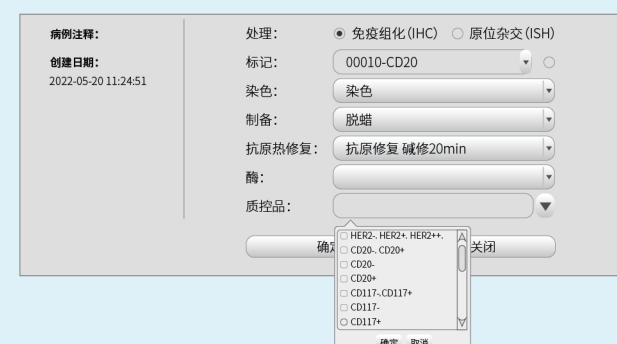 病例注释：
创建日期：
2022-05-20 11:24:51
处理： 免疫组化(IHC) 原位杂交(ISH)
标记： 00010-CD20
染色： 染色
制备： 脱蜡
抗原热修复： 抗原修复 碱修20min
酶：
质控品：
确定 关闭
HER2-. HER2+. HER2++.
CD20-. CD20+
CD20-
CD20+
CD117-.CD117+
CD117-
CD117+
确定 取消